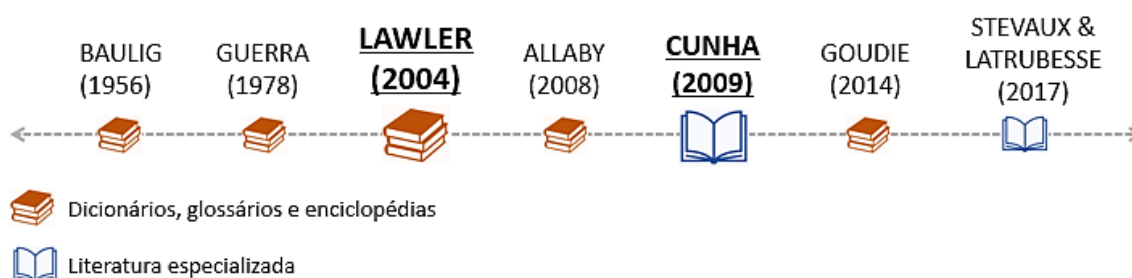 BAULIG
(1956)
GUERRA
(1978)
LAWLER
(2004)
ALLABY
(2008)
CUNHA
(2009)
GOUDIE
(2014)
STEVAUX &
LATRUBESSE
(2017)
Dicionários, glossários e enciclopédias
Literatura especializada